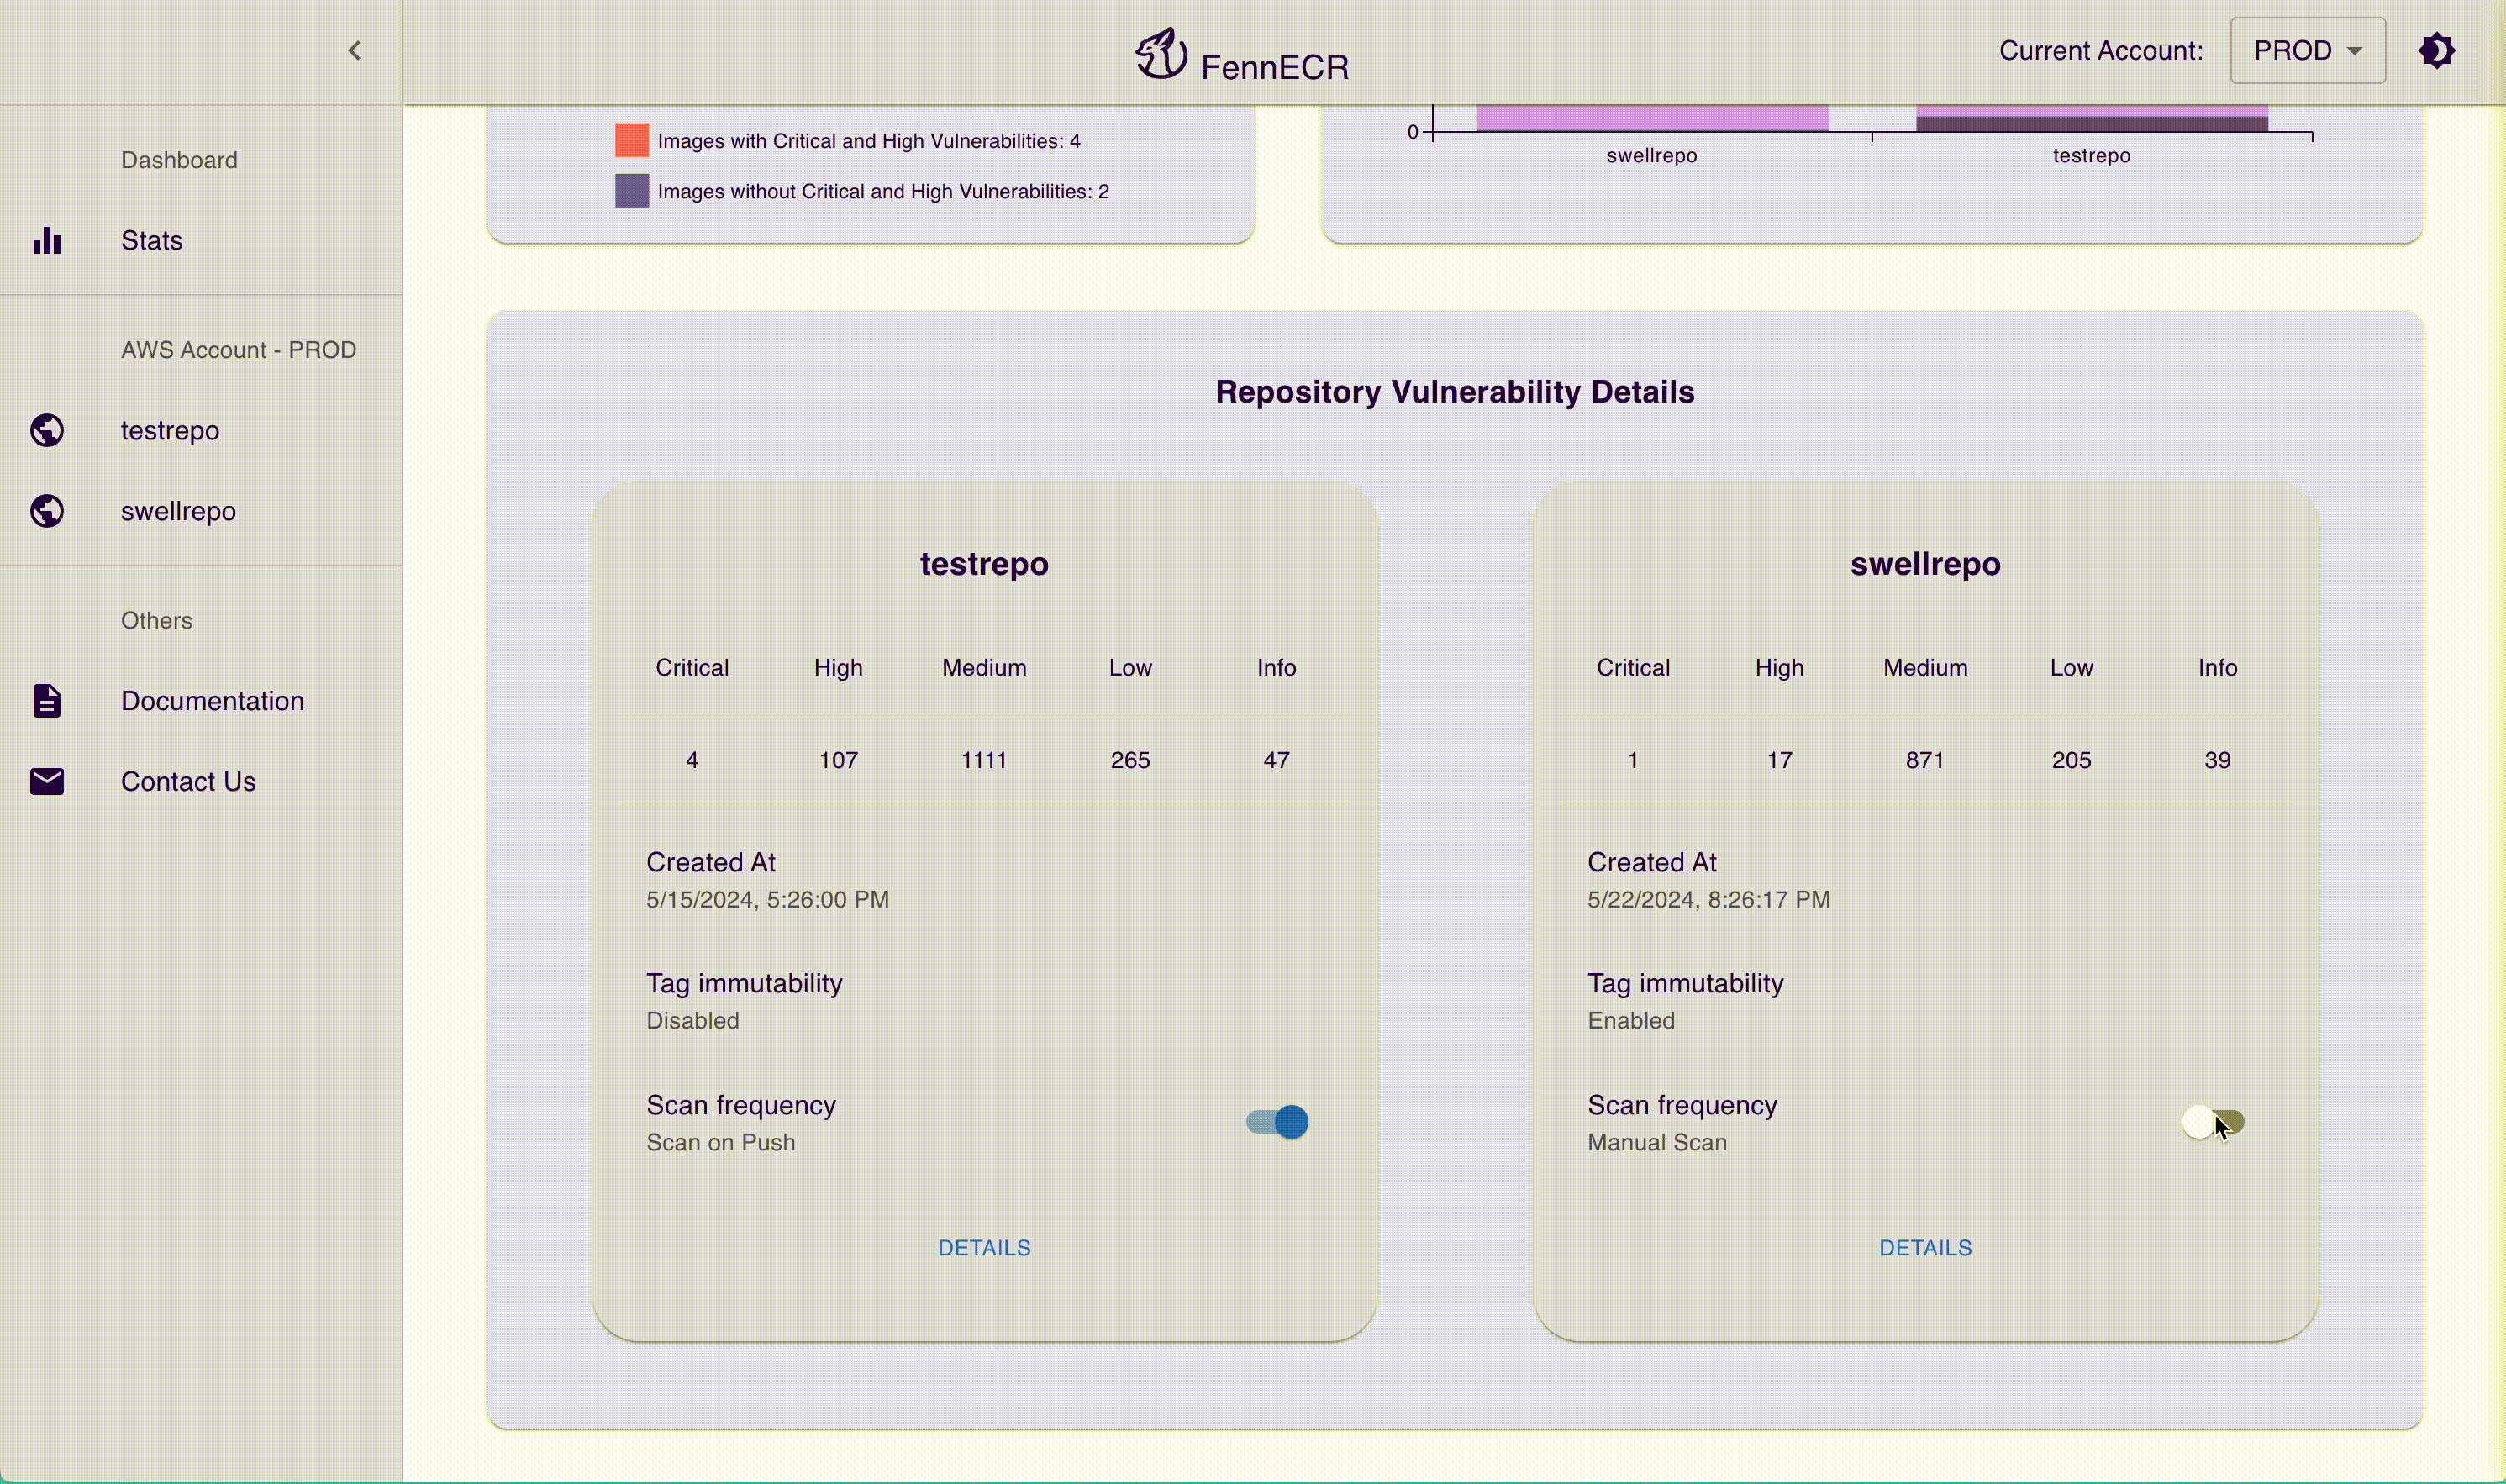 FennECR
Current Account:
PROD
Dashboard
Stats
AWS Account - PROD
testrepo
swellrepo
Others
Documentation
Contact Us
Images with Critical and High Vulnerabilities: 4
Images without Critical and High Vulnerabilities: 2
0
swellrepo testrepo
Repository Vulnerability Details
testrepo
Critical High Medium Low Info
4 107 1111 265 47
Created At
5/15/2024, 5:26:00 PM
Tag immutability
Disabled
Scan frequency
Scan on Push
DETAILS
swellrepo
Critical High Medium Low Info
1 17 871 205 39
Created At
5/22/2024, 8:26:17 PM
Tag immutability
Enabled
Scan frequency
Manual Scan
DETAILS